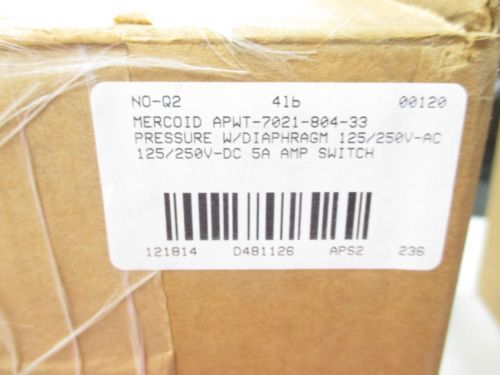 NO-Q2 4lb 00120
MERCOID APWT-7021-804-33
PRESSURE W/DIAPHRAGM 125/250V-AC
125/250V-DC 5A AMP SWITCH
121814 D481126 APS2 236